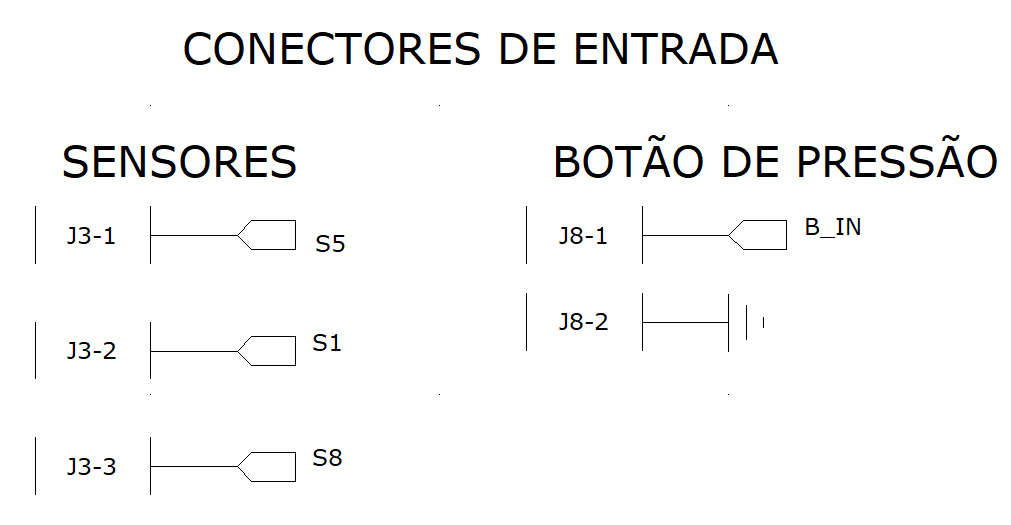 CONECTORES DE ENTRADA
SENSORES
J3-1 S5
J3-2 S1
J3-3 S8
BOTÃO DE PRESSÃO
J8-1 B_IN
J8-2